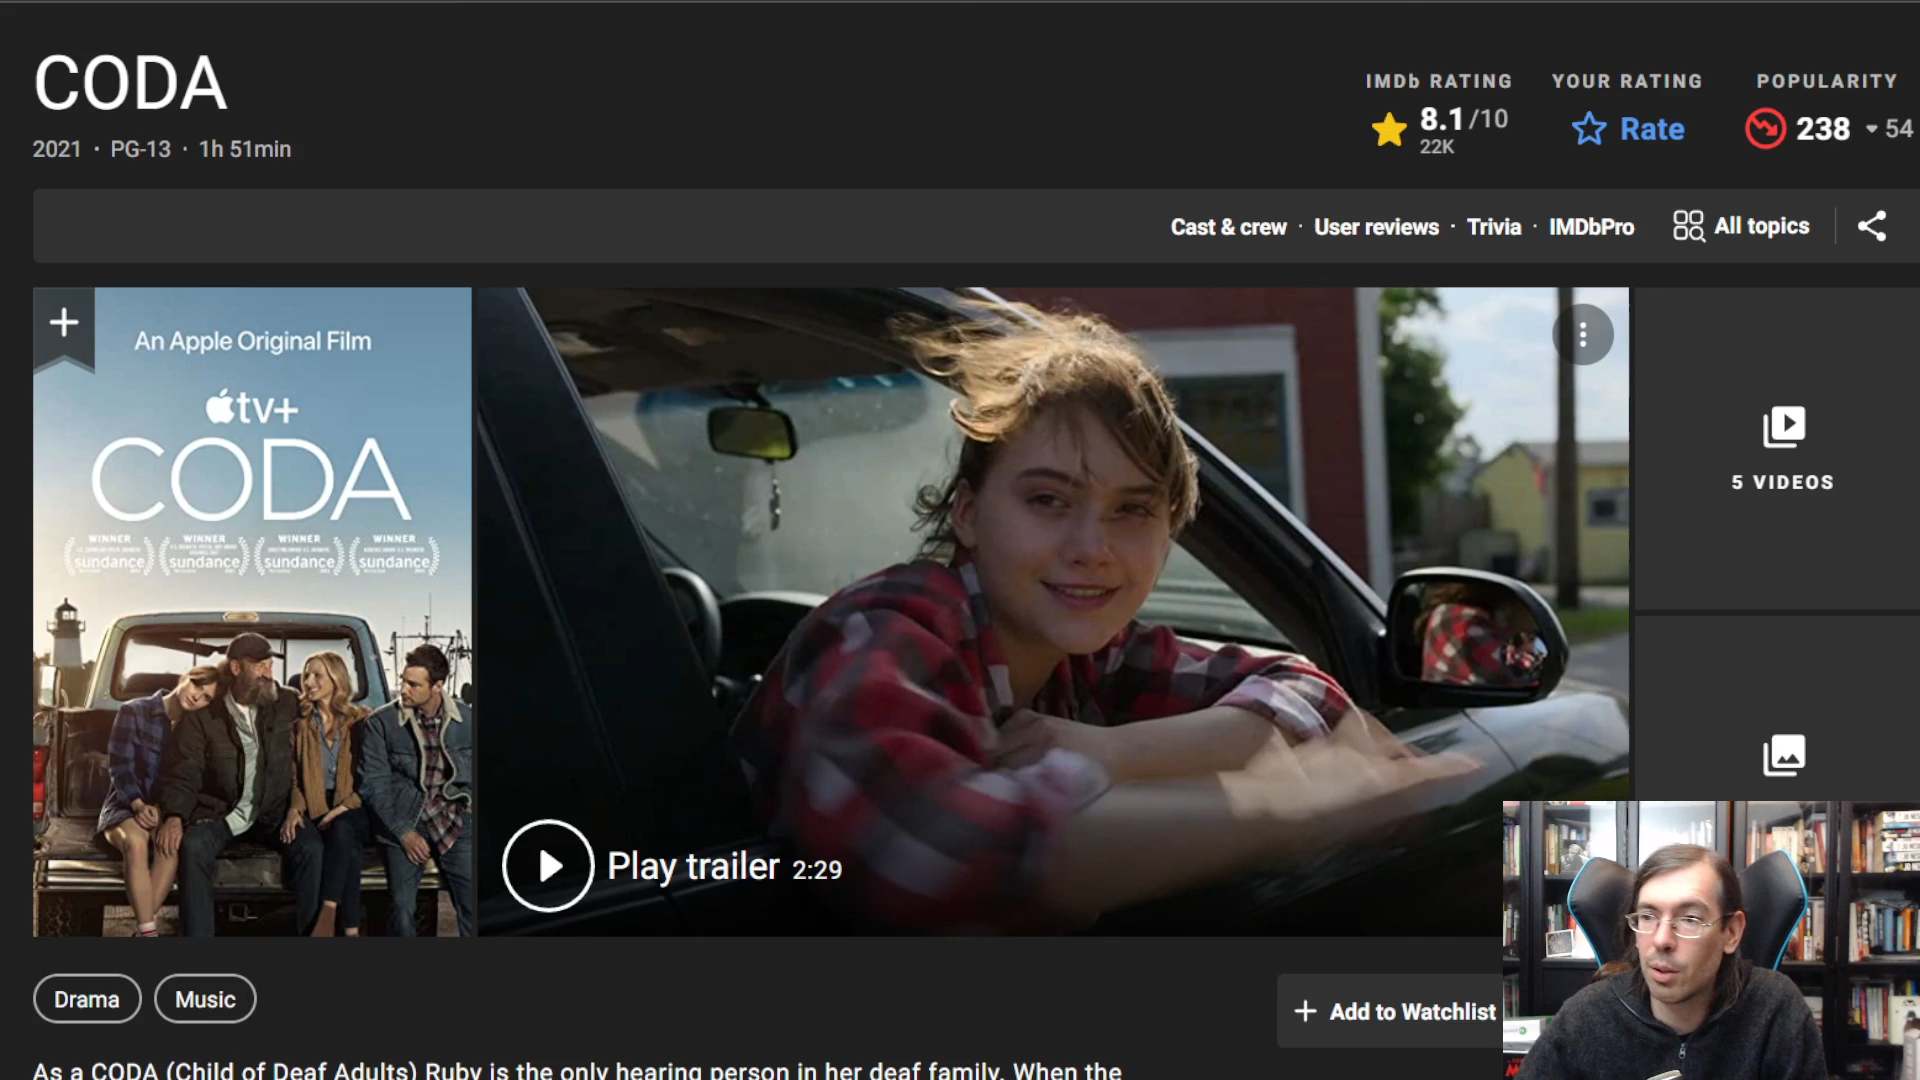 CODA
2021 · PG-13 · 1h 51min
IMDb RATING
8.1/10
22K
YOUR RATING
Rate
POPULARITY
238
54
Cast & crew · User reviews · Trivia · IMDbPro
All topics
An Apple Original Film
tv+
CODA
WINNER WINNER WINNER WINNER
sundance sundance sundance sundance
Play trailer 2:29
5 VIDEOS
Drama
Music
+ Add to Watchlist
As a CODA (Child of Deaf Adults) Ruby is the only hearing person in her deaf family. When the